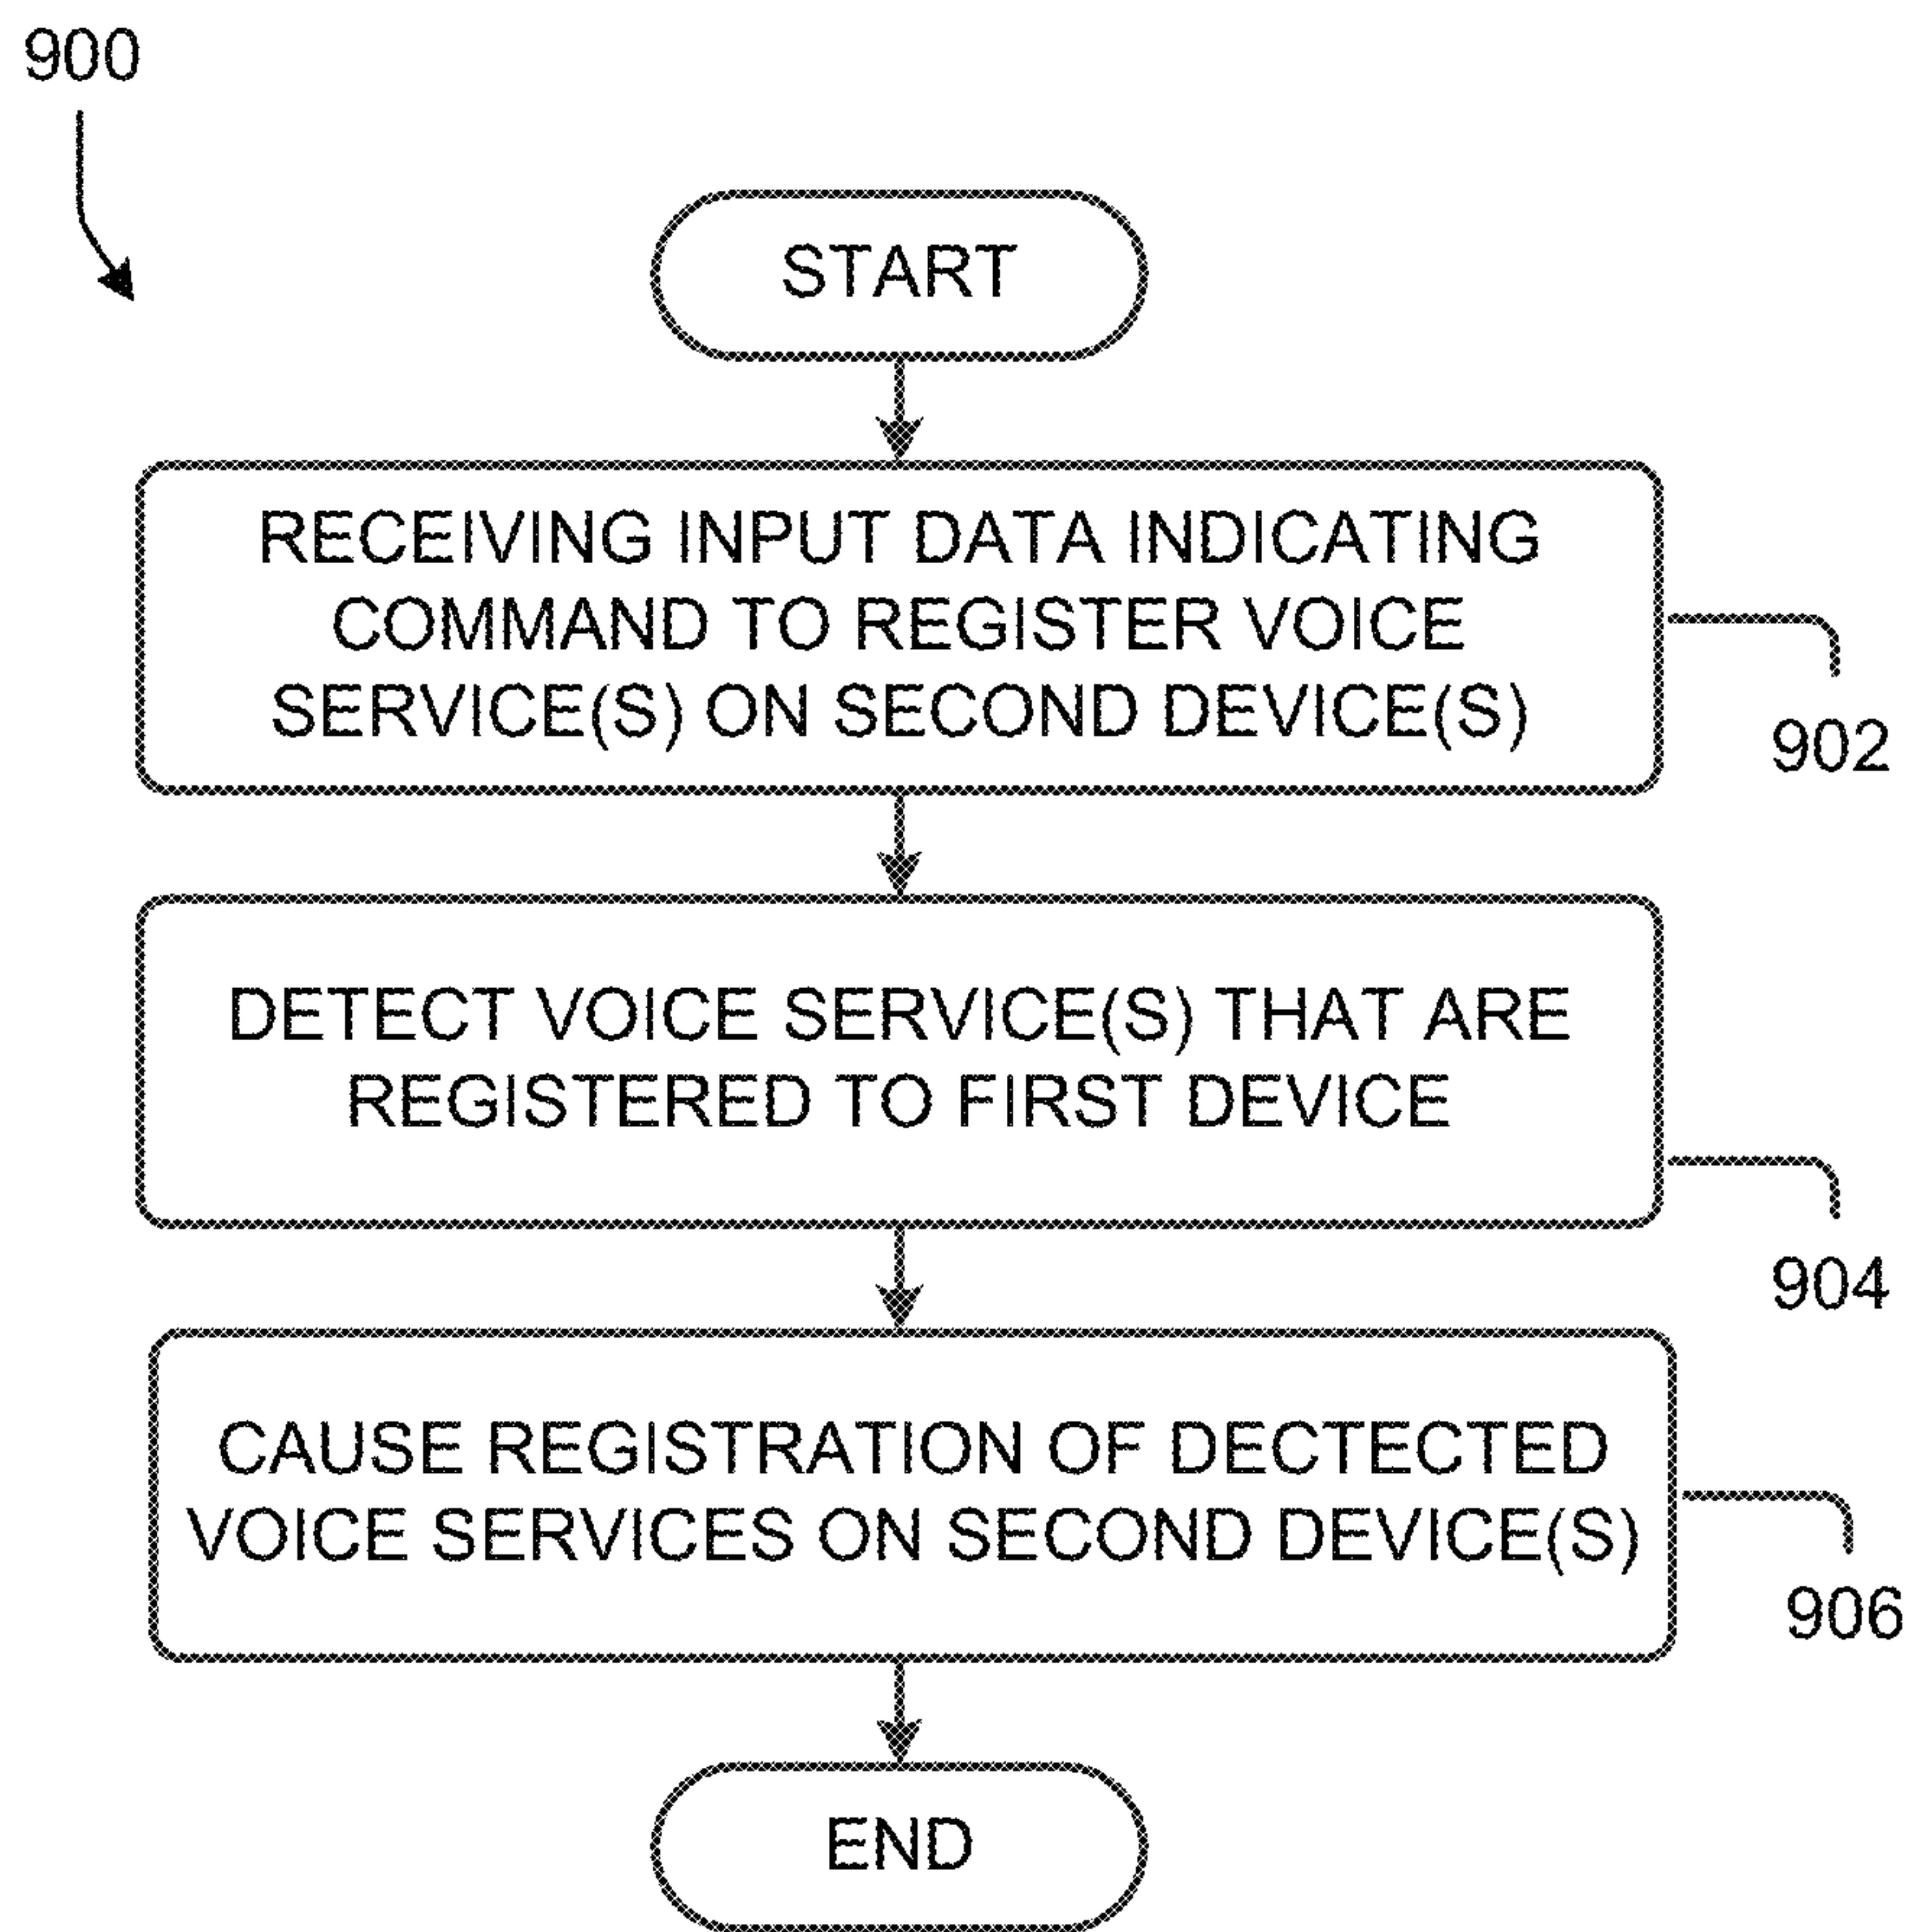 900
START
RECEIVING INPUT DATA INDICATING
COMMAND TO REGISTER VOICE
SERVICE(S) ON SECOND DEVICE(S)
902
DETECT VOICE SERVICE(S) THAT ARE
REGISTERED TO FIRST DEVICE
904
CAUSE REGISTRATION OF DECTECTED
VOICE SERVICES ON SECOND DEVICE(S)
906
END